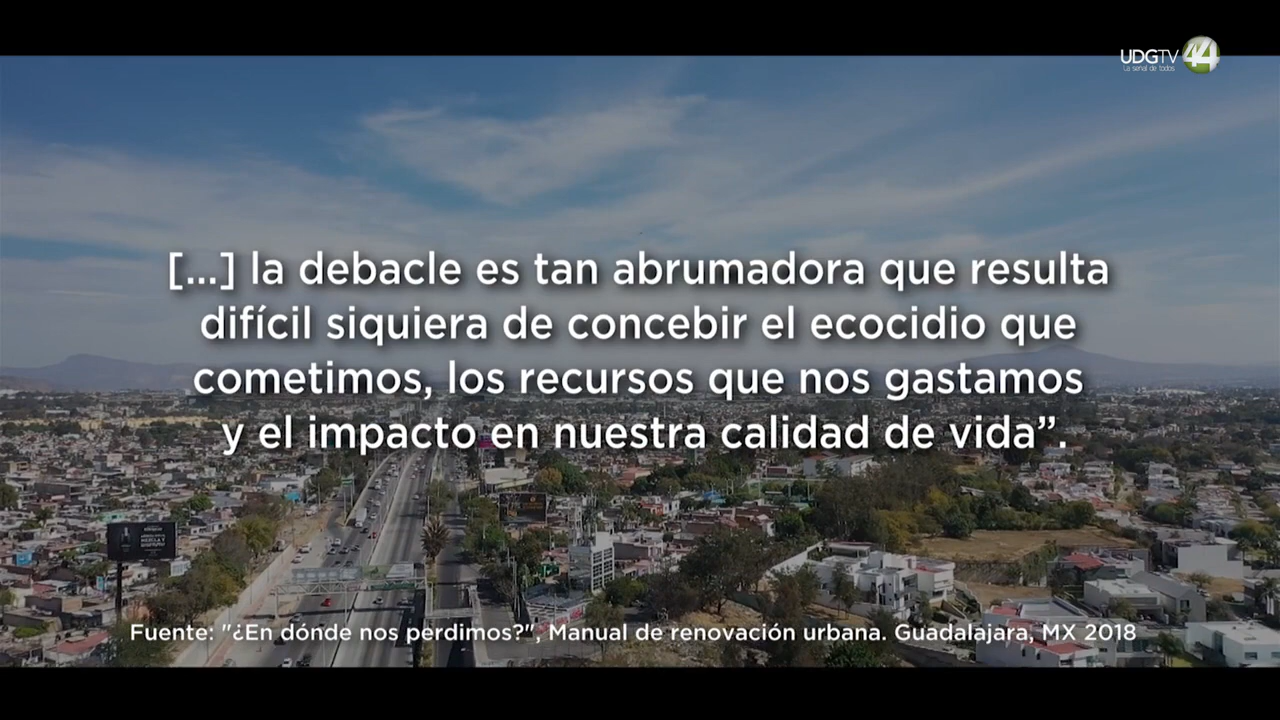 UDGTV 44
La señal de todos
[...] la debacle es tan abrumadora que resulta
difícil siquiera de concebir el ecocidio que
cometimos, los recursos que nos gastamos
y el impacto en nuestra calidad de vida”.
Fuente: "¿En dónde nos perdimos?", Manual de renovación urbana. Guadalajara, MX 2018